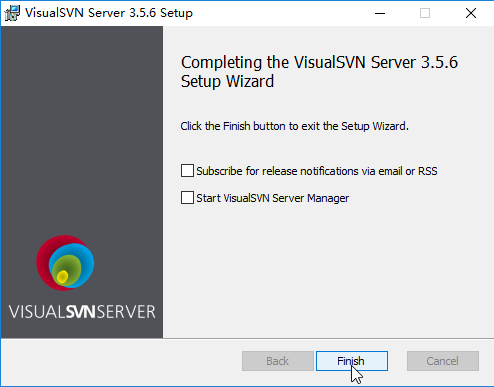 VisualSVN Server 3.5.6 Setup
Completing the VisualSVN Server 3.5.6
Setup Wizard
Click the Finish button to exit the Setup Wizard.
Subscribe for release notifications via email or RSS
Start VisualSVN Server Manager
VISUALSVNSERVER
Back
Finish
Cancel